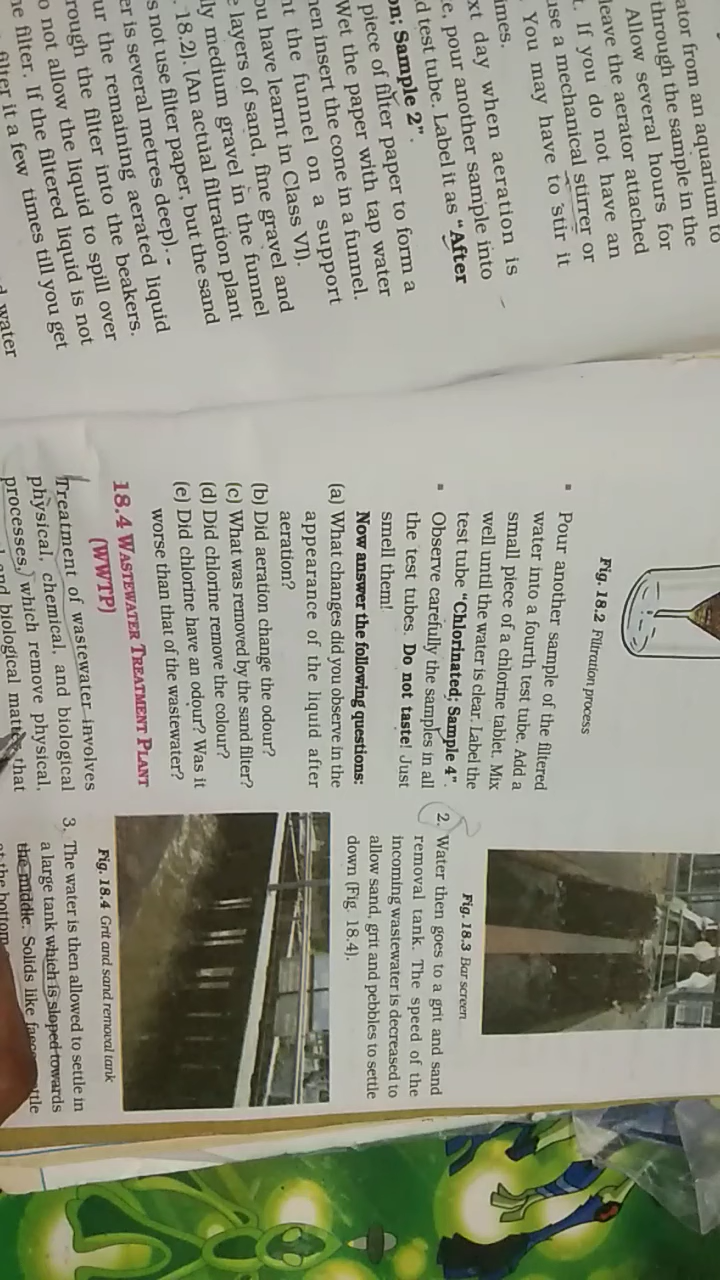 ator from an aquarium to
through the sample in the
Allow several hours for
leave the aerator attached
. If you do not have an
use a mechanical stirrer or
You may have to stir it
imes.
xt day when aeration is
e, pour another sample into
d test tube. Label it as "After
on; Sample 2".
piece of filter paper to form a
Wet the paper with tap water
hen insert the cone in a funnel.
nt the funnel on a support
ou have learnt in Class VI).
e layers of sand, fine gravel and
lly medium gravel in the funnel
. 18.2). (An actual filtration plant
s not use filter paper, but the sand
er is several metres deep).
ur the remaining aerated liquid
rough the filter into the beakers.
o not allow the liquid to spill over
he filter. If the filtered liquid is not
filter it a few times till you get
water
Fig. 18.2 Filtration process
▪ Pour another sample of the filtered
water into a fourth test tube. Add a
small piece of a chlorine tablet. Mix
well until the water is clear. Label the
test tube "Chlorinated; Sample 4".
▪ Observe carefully the samples in all
the test tubes. Do not taste! Just
smell them!
Now answer the following questions:
(a) What changes did you observe in the
appearance of the liquid after
aeration?
(b) Did aeration change the odour?
(c) What was removed by the sand filter?
(d) Did chlorine remove the colour?
(e) Did chlorine have an odour? Was it
worse than that of the wastewater?
18.4 WASTEWATER TREATMENT PLANT
(WWTP)
Treatment of wastewater involves
physical, chemical, and biological
processes, which remove physical,
and biological matter that
Fig. 18.3 Bar screen
2. Water then goes to a grit and sand
removal tank. The speed of the
incoming wastewater is decreased to
allow sand, grit and pebbles to settle
down (Fig. 18.4).
Fig. 18.4 Grit and sand removal tank
3. The water is then allowed to settle in
a large tank which is sloped towards
the middle. Solids like
at the bottom